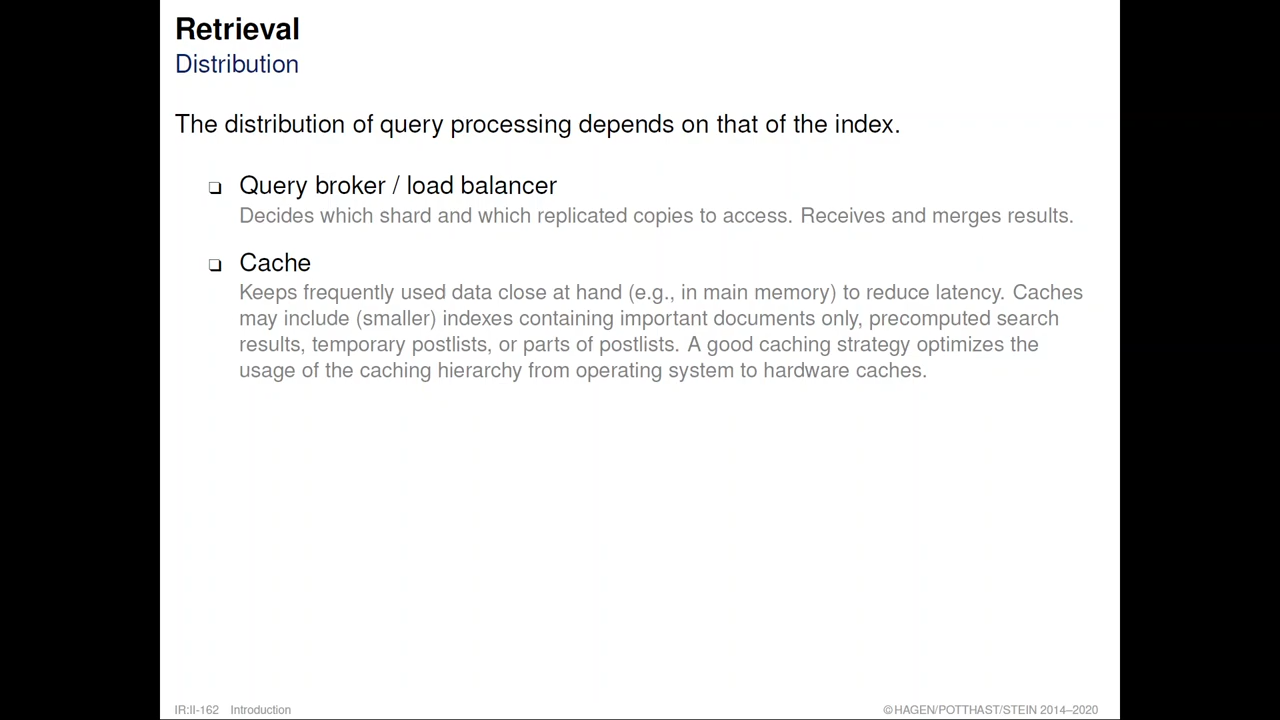 Retrieval
Distribution
The distribution of query processing depends on that of the index.
❏ Query broker / load balancer
Decides which shard and which replicated copies to access. Receives and merges results.
❏ Cache
Keeps frequently used data close at hand (e.g., in main memory) to reduce latency. Caches
may include (smaller) indexes containing important documents only, precomputed search
results, temporary postlists, or parts of postlists. A good caching strategy optimizes the
usage of the caching hierarchy from operating system to hardware caches.
IR:II-162 Introduction
©HAGEN/POTTHAST/STEIN 2014–2020